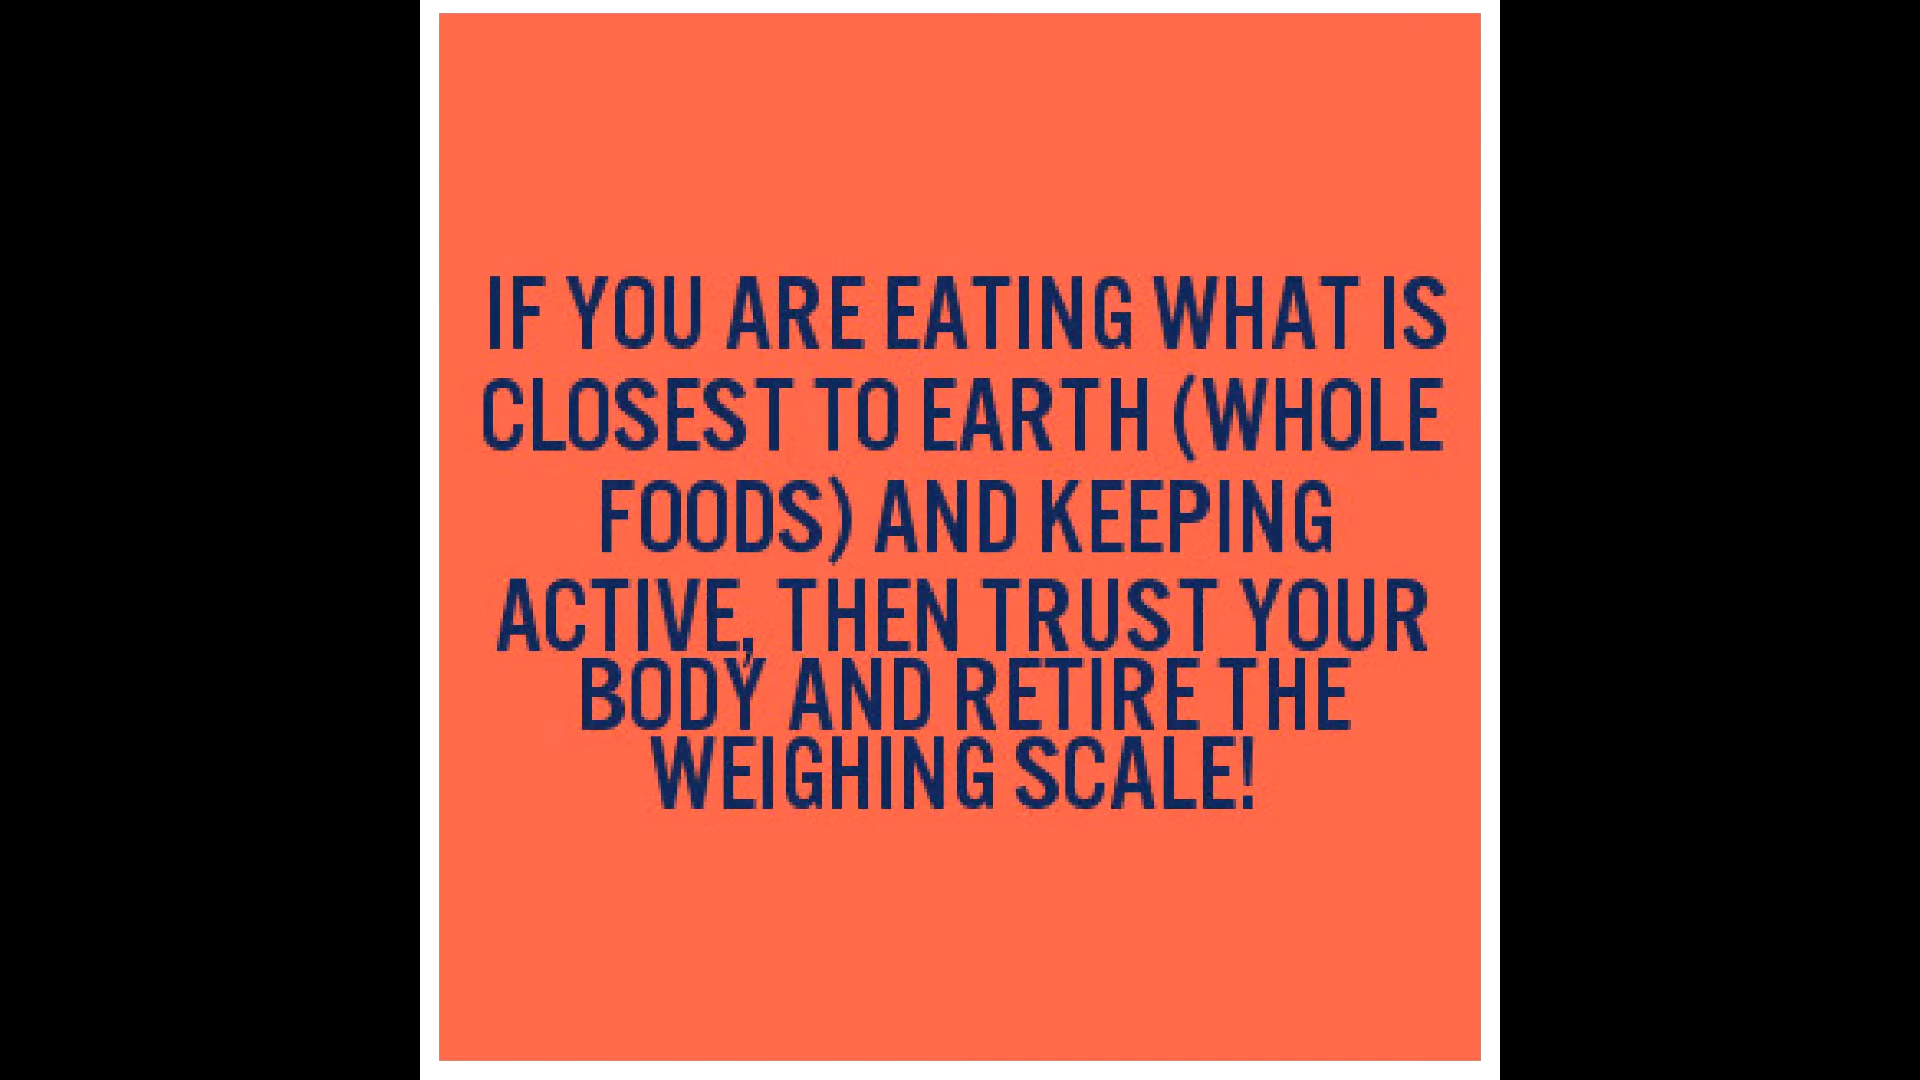 IF YOU ARE EATING WHAT IS
CLOSEST TO EARTH (WHOLE
FOODS) AND KEEPING
ACTIVE, THEN TRUST YOUR
BODY AND RETIRE THE
WEIGHING SCALE!